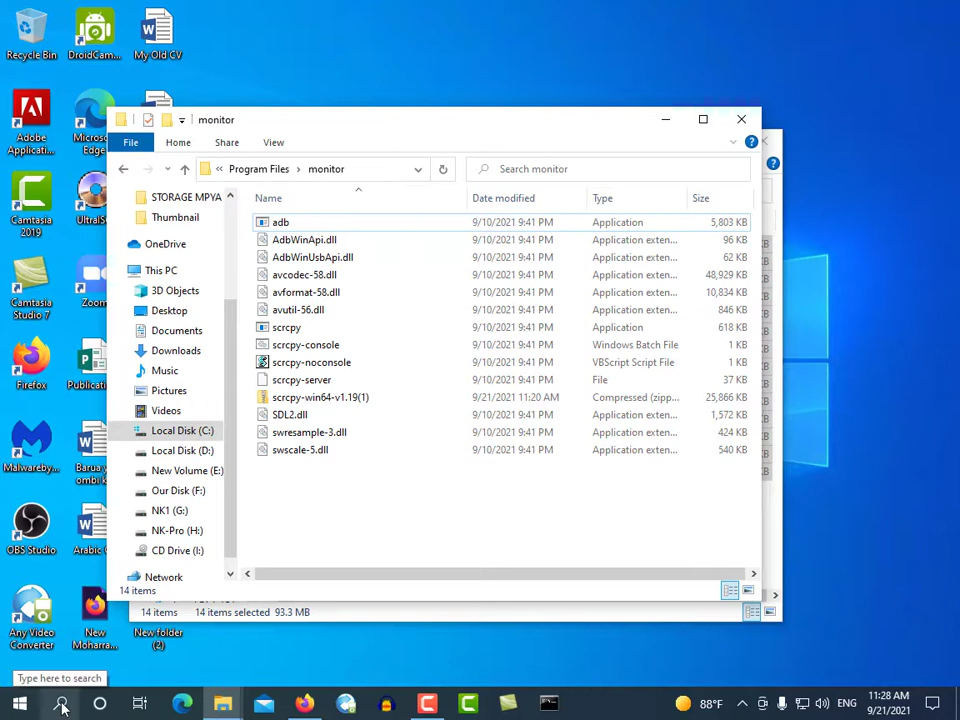 Recycle Bin
DroidCam...
My Old CV
Adobe
Applicati...
Microsof
Edge
Camtasia
2019
UltraISO
Camtasia
Studio 7
Zoom
Firefox
Publicatio
Malwareby...
Barua y
ombi k
OBS Studio
Arabic C
Any Video
Converter
New
Moharra...
New folder
(2)
monitor
File
Home
Share
View
« Program Files > monitor
Search monitor
STORAGE MPYA
Thumbnail
OneDrive
This PC
3D Objects
Desktop
Documents
Downloads
Music
Pictures
Videos
Local Disk (C:)
Local Disk (D:)
New Volume (E:)
Our Disk (F:)
NK1 (G:)
NK-Pro (H:)
CD Drive (I:)
Network
Name Date modified Type Size
adb 9/10/2021 9:41 PM Application 5,803 KB
AdbWinApi.dll 9/10/2021 9:41 PM Application exten... 96 KB
AdbWinUsbApi.dll 9/10/2021 9:41 PM Application exten... 62 KB
avcodec-58.dll 9/10/2021 9:41 PM Application exten... 48,929 KB
avformat-58.dll 9/10/2021 9:41 PM Application exten... 10,834 KB
avutil-56.dll 9/10/2021 9:41 PM Application exten... 846 KB
scrcpy 9/10/2021 9:41 PM Application 618 KB
scrcpy-console 9/10/2021 9:41 PM Windows Batch File 1 KB
scrcpy-noconsole 9/10/2021 9:41 PM VBScript Script File 1 KB
scrcpy-server 9/10/2021 9:41 PM File 37 KB
scrcpy-win64-v1.19(1) 9/21/2021 11:20 AM Compressed (zipp... 25,866 KB
SDL2.dll 9/10/2021 9:41 PM Application exten... 1,572 KB
swresample-3.dll 9/10/2021 9:41 PM Application exten... 424 KB
swscale-5.dll 9/10/2021 9:41 PM Application exten... 540 KB
14 items
14 items 14 items selected 93.3 MB
Type here to search
88°F
ENG
11:28 AM
9/21/2021